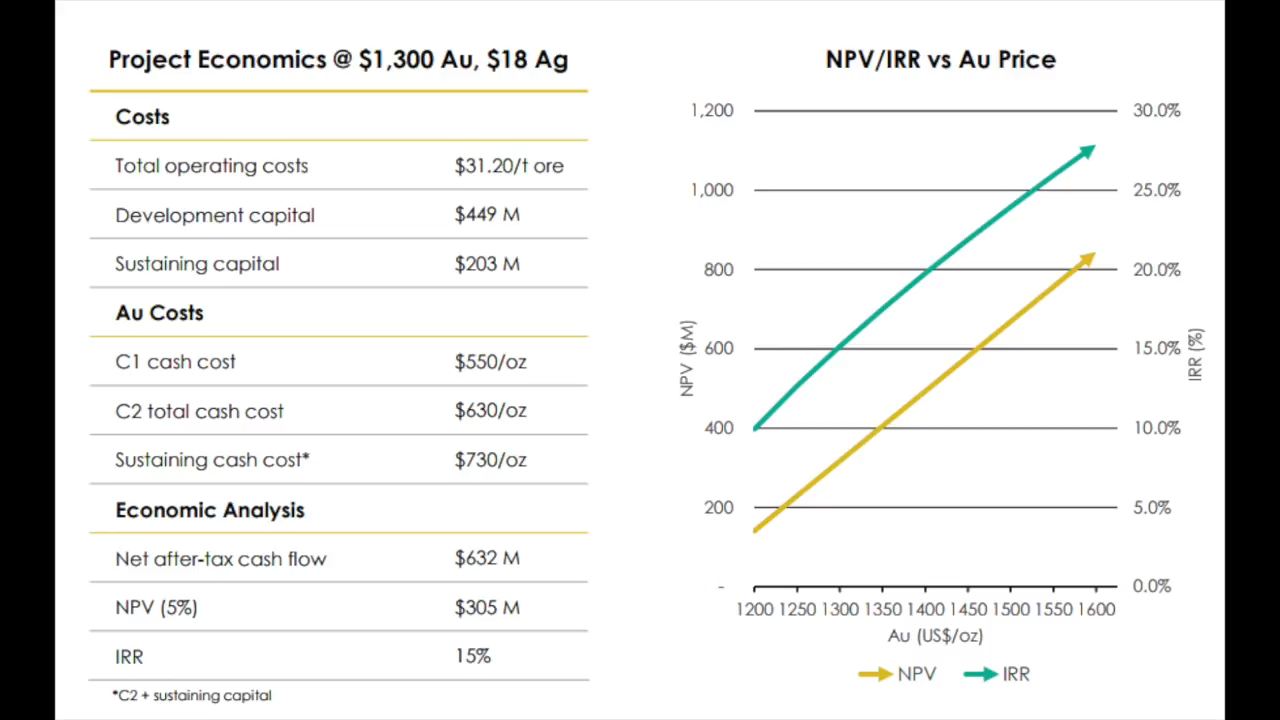 Project Economics @ $1,300 Au, $18 Ag
Costs
Total operating costs $31.20/t ore
Development capital $449 M
Sustaining capital $203 M
Au Costs
C1 cash cost $550/oz
C2 total cash cost $630/oz
Sustaining cash cost* $730/oz
Economic Analysis
Net after-tax cash flow $632 M
NPV (5%) $305 M
IRR 15%
*C2 + sustaining capital
NPV/IRR vs Au Price
NPV ($M)
1,200
1,000
800
600
400
200
-
30.0%
25.0%
20.0%
15.0%
10.0%
5.0%
0.0%
IRR (%)
1200 1250 1300 1350 1400 1450 1500 1550 1600
Au (US$/oz)
NPV IRR